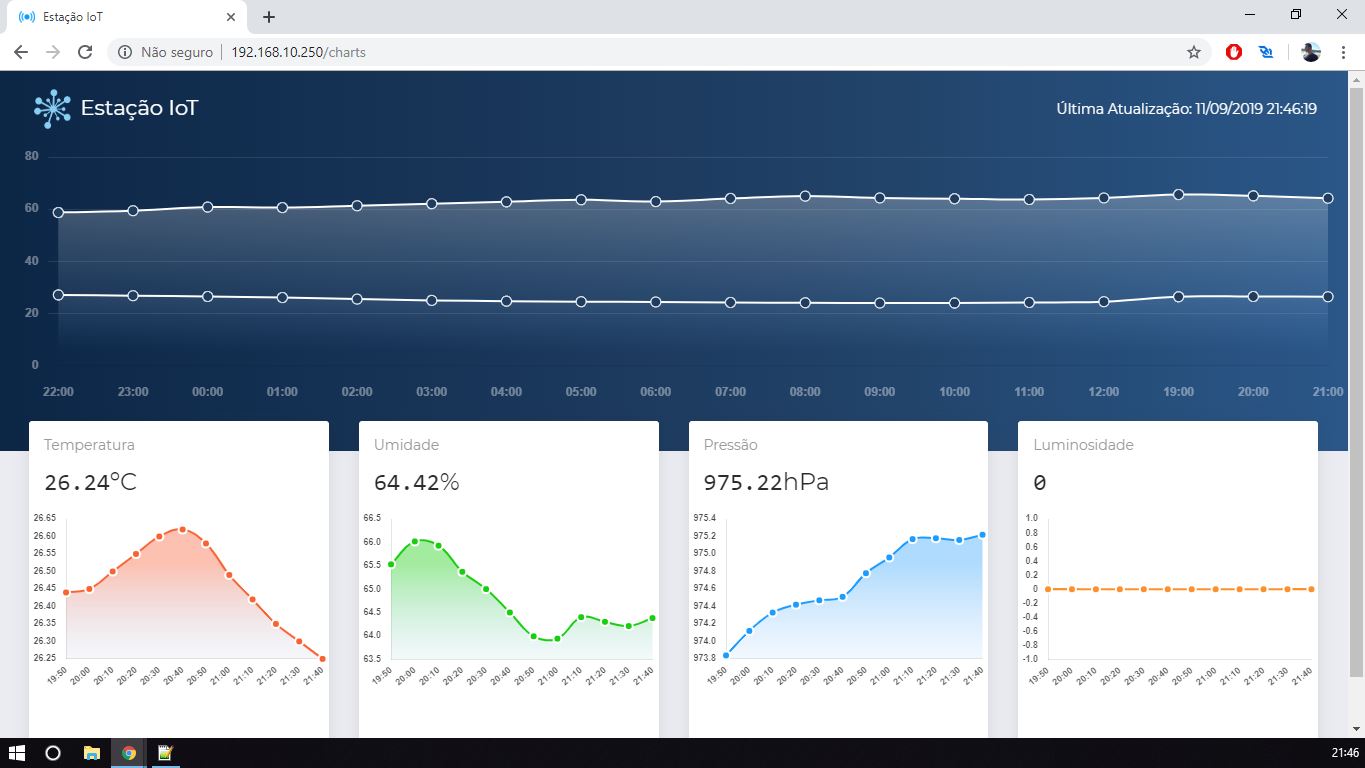 Estação IoT
Não seguro
192.168.10.250/charts
Estação IoT
Última Atualização: 11/09/2019 21:46:19
80
60
40
20
0
22:00 23:00 00:00 01:00 02:00 03:00 04:00 05:00 06:00 07:00 08:00 09:00 10:00 11:00 12:00 19:00 20:00 21:00
Temperatura
26.24ºC
26.65
26.60
26.55
26.50
26.45
26.40
26.35
26.30
26.25
19:50 20:00 20:10 20:20 20:30 20:40 20:50 21:00 21:10 21:20 21:30 21:40
Umidade
64.42%
66.5
66.0
65.5
65.0
64.5
64.0
63.5
19:50 20:00 20:10 20:20 20:30 20:40 20:50 21:00 21:10 21:20 21:30 21:40
Pressão
975.22hPa
975.4
975.2
975.0
974.8
974.6
974.4
974.2
974.0
973.8
19:50 20:00 20:10 20:20 20:30 20:40 20:50 21:00 21:10 21:20 21:30 21:40
Luminosidade
0
1.0
0.8
0.6
0.4
0.2
0
-0.2
-0.4
-0.6
-0.8
-1.0
19:50 20:00 20:10 20:20 20:30 20:40 20:50 21:00 21:10 21:20 21:30 21:40
21:46